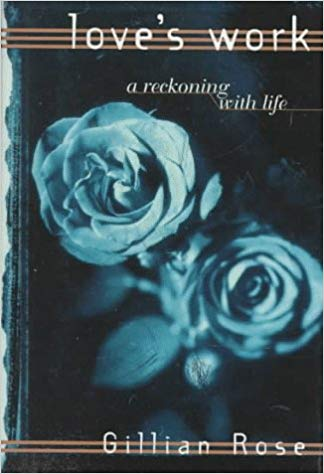 love's work
a reckoning
with life
Gillian Rose